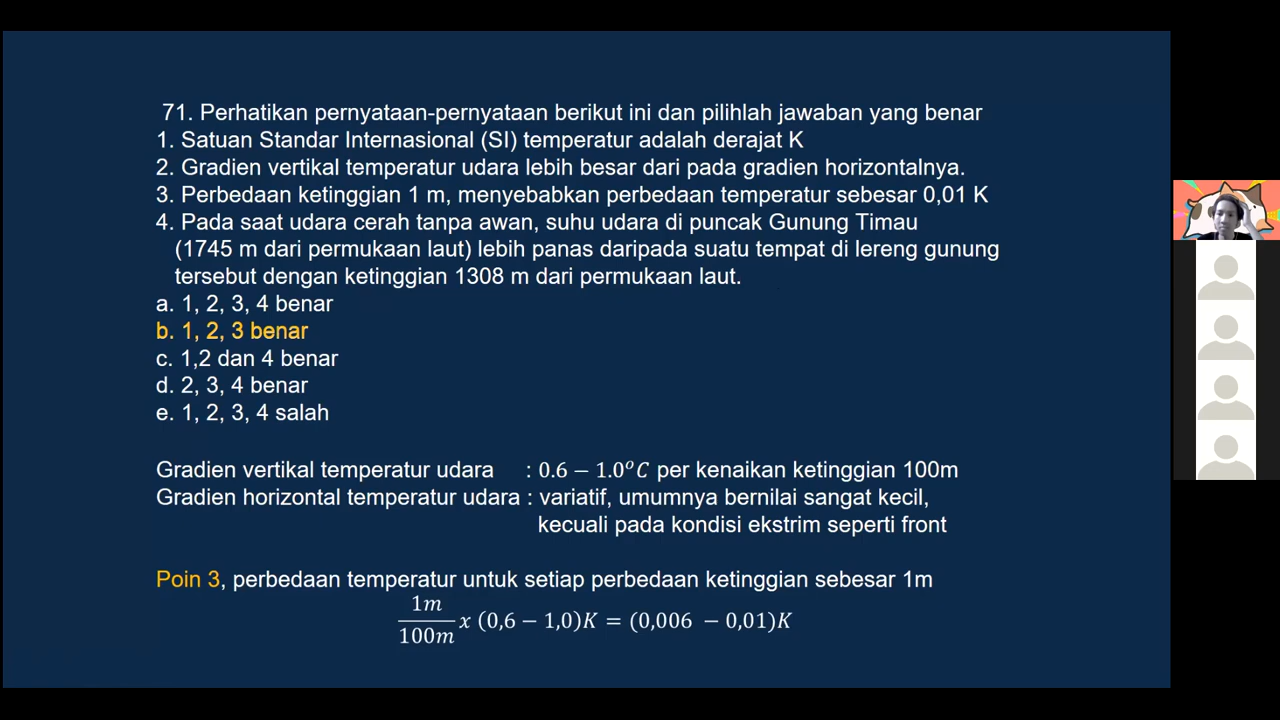 71. Perhatikan pernyataan-pernyataan berikut ini dan pilihlah jawaban yang benar
1. Satuan Standar Internasional (SI) temperatur adalah derajat K
2. Gradien vertikal temperatur udara lebih besar dari pada gradien horizontalnya.
3. Perbedaan ketinggian 1 m, menyebabkan perbedaan temperatur sebesar 0,01 K
4. Pada saat udara cerah tanpa awan, suhu udara di puncak Gunung Timau
(1745 m dari permukaan laut) lebih panas daripada suatu tempat di lereng gunung
tersebut dengan ketinggian 1308 m dari permukaan laut.
a. 1, 2, 3, 4 benar
b. 1, 2, 3 benar
c. 1,2 dan 4 benar
d. 2, 3, 4 benar
e. 1, 2, 3, 4 salah
Gradien vertikal temperatur udara : 0.6 − 1.0°C per kenaikan ketinggian 100m
Gradien horizontal temperatur udara : variatif, umumnya bernilai sangat kecil,
kecuali pada kondisi ekstrim seperti front
Poin 3, perbedaan temperatur untuk setiap perbedaan ketinggian sebesar 1m
1m/100m x (0,6 − 1,0)K = (0,006 − 0,01)K